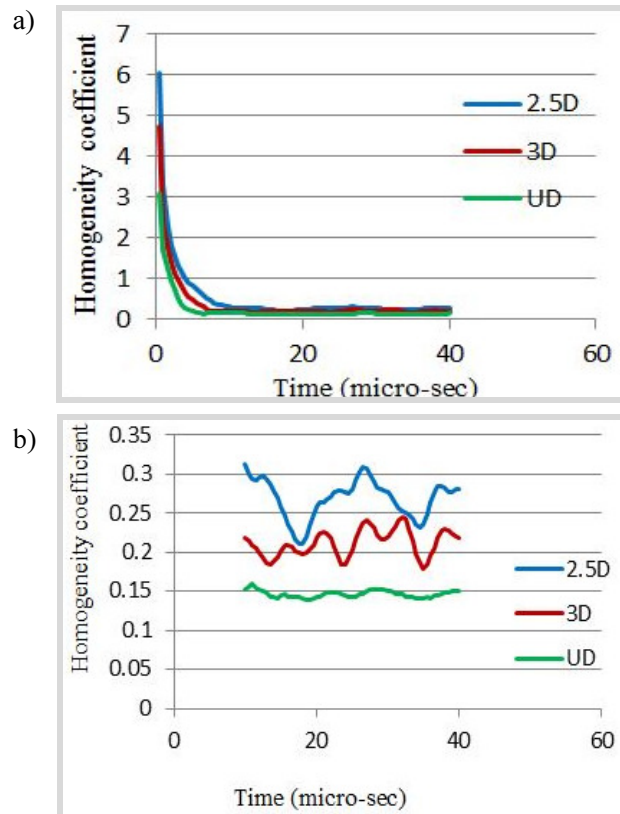 a)
Homogeneity coefficient
7
6
5
4
3
2
1
0
2.5D
3D
UD
0 20 40 60
Time (micro-sec)
b)
Homogeneity coefficient
0.35
0.3
0.25
0.2
0.15
0.1
0.05
0
2.5D
3D
UD
0 20 40 60
Time (micro-sec)